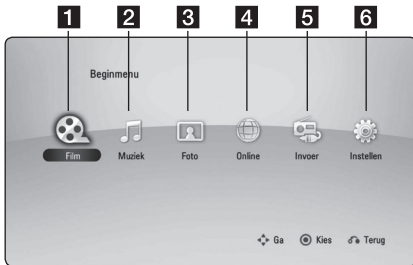 1 2 3 4 5 6
Beginmenu
Film Muziek Foto Online Invoer Instellen
Ga Kies Terug